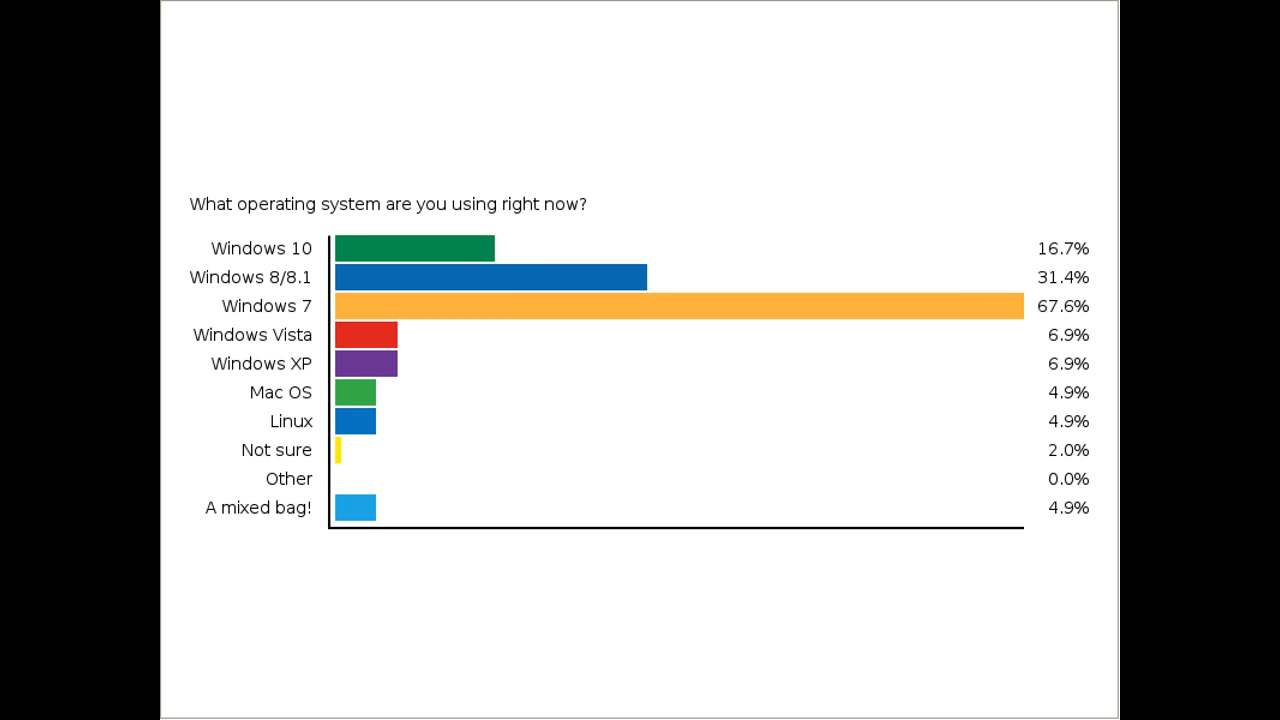 What operating system are you using right now?
Windows 10 16.7%
Windows 8/8.1 31.4%
Windows 7 67.6%
Windows Vista 6.9%
Windows XP 6.9%
Mac OS 4.9%
Linux 4.9%
Not sure 2.0%
Other 0.0%
A mixed bag! 4.9%